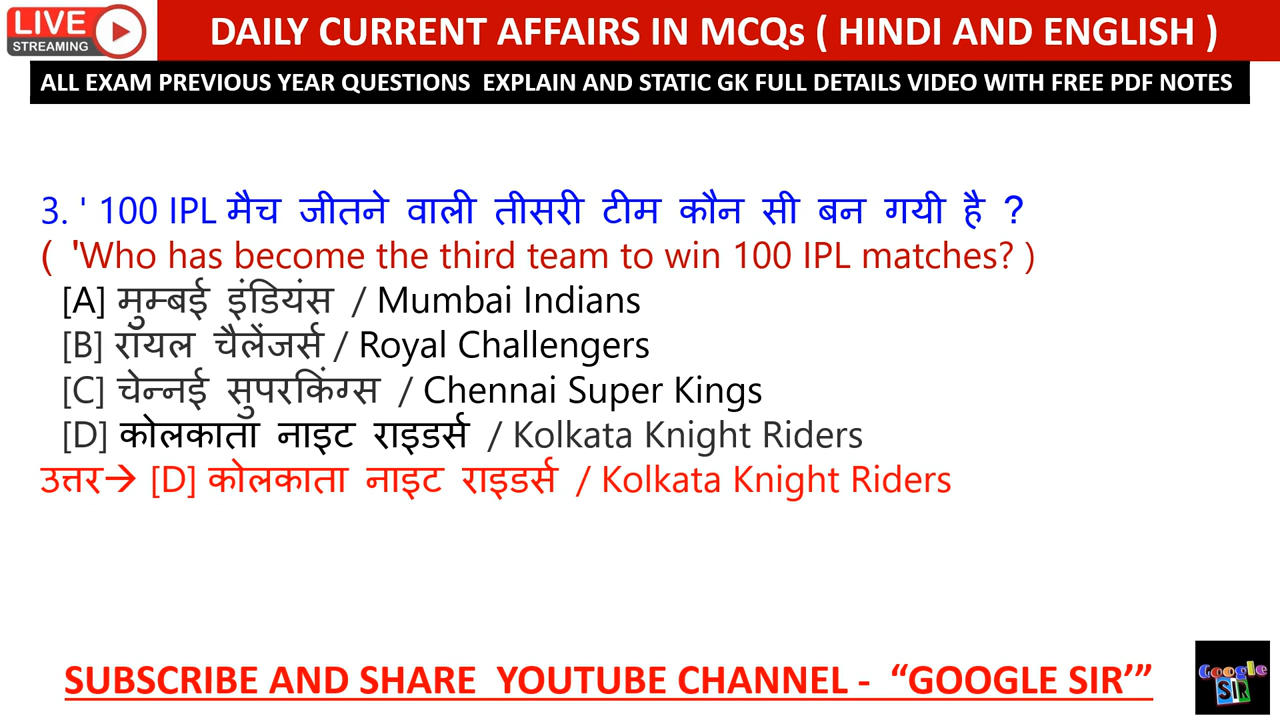 LIVE
STREAMING
DAILY CURRENT AFFAIRS IN MCQs ( HINDI AND ENGLISH )
ALL EXAM PREVIOUS YEAR QUESTIONS EXPLAIN AND STATIC GK FULL DETAILS VIDEO WITH FREE PDF NOTES
3. ' 100 IPL मैच जीतने वाली तीसरी टीम कौन सी बन गयी है ?
( 'Who has become the third team to win 100 IPL matches? )
[A] मुम्बई इंडियंस / Mumbai Indians
[B] रॉयल चैलेंजर्स / Royal Challengers
[C] चेन्नई सुपरकिंग्स / Chennai Super Kings
[D] कोलकाता नाइट राइडर्स / Kolkata Knight Riders
उत्तर→ [D] कोलकाता नाइट राइडर्स / Kolkata Knight Riders
SUBSCRIBE AND SHARE YOUTUBE CHANNEL - “GOOGLE SIR’”
Google
SIR